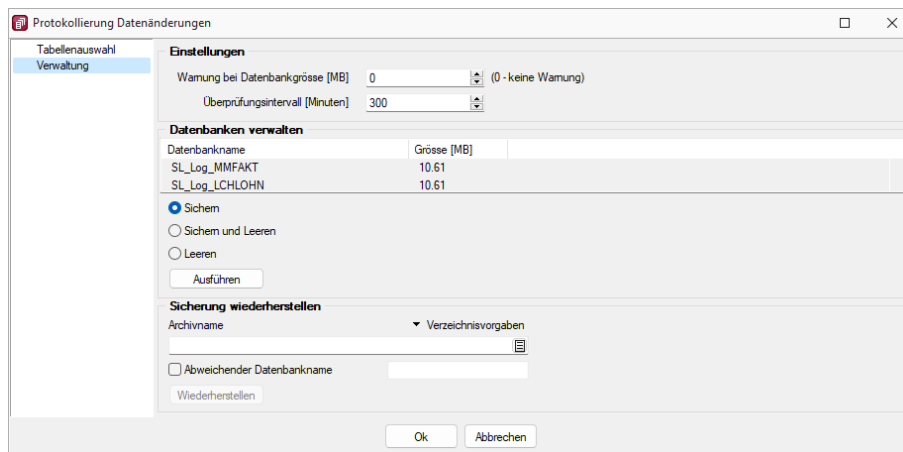 Protokollierung Datenänderungen
Tabellenauswahl
Verwaltung
Einstellungen
Warnung bei Datenbankgrösse [MB] 0 (0 - keine Warnung)
Überprüfungsintervall [Minuten] 300
Datenbanken verwalten
Datenbankname Grösse [MB]
SL_Log_MMFAKT 10.61
SL_Log_LCHLOHN 10.61
Sichern
Sichern und Leeren
Leeren
Ausführen
Sicherung wiederherstellen
Archivname Verzeichnisvorgaben
Abweichender Datenbankname
Wiederherstellen
Ok Abbrechen